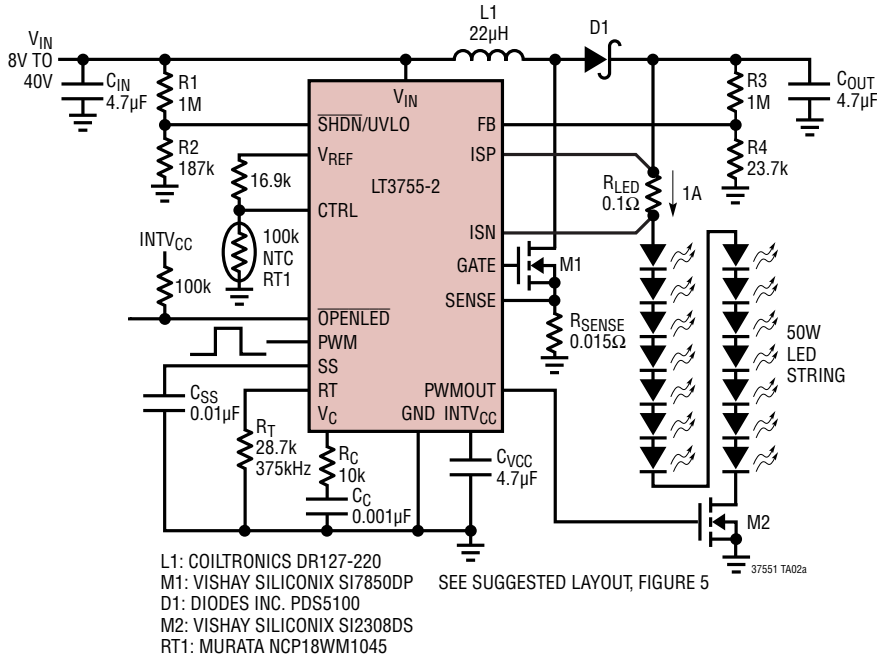 L1
22µH
D1
VIN
8V TO
40V
CIN
4.7µF
R1
1M
R2
187k
VIN
SHDN/UVLO
FB
VREF
ISP
16.9k
LT3755-2
CTRL
ISN
100k
NTC
RT1
GATE
M1
INTVCC
100k
SENSE
OPENLED
PWM
SS
RT
PWMOUT
VC
GND
INTVCC
RSENSE
0.015Ω
R3
1M
COUT
4.7µF
R4
23.7k
RLED
0.1Ω
1A
50W
LED
STRING
CSS
0.01µF
RT
28.7k
375kHz
RC
10k
CC
0.001µF
CVCC
4.7µF
M2
37551 TA02a
L1: COILTRONICS DR127-220
M1: VISHAY SILICONIX SI7850DP
SEE SUGGESTED LAYOUT, FIGURE 5
D1: DIODES INC. PDS5100
M2: VISHAY SILICONIX SI2308DS
RT1: MURATA NCP18WM1045